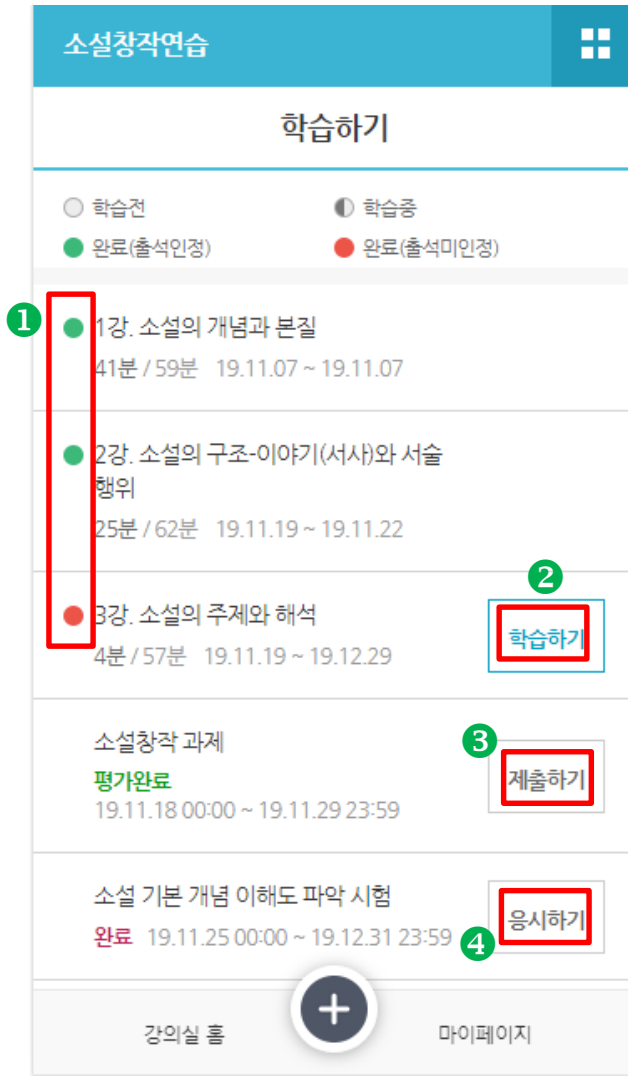 소설창작연습
학습하기
학습전
학습중
완료(출석인정)
완료(출석미인정)
1
1강. 소설의 개념과 본질
41분 / 59분 19.11.07 ~ 19.11.07
2강. 소설의 구조-이야기(서사)와 서술
행위
25분 / 62분 19.11.19 ~ 19.11.22
2
3강. 소설의 주제와 해석
학습하기
4분 / 57분 19.11.19 ~ 19.12.29
3
소설창작 과제
평가완료
제출하기
19.11.18 00:00 ~ 19.11.29 23:59
소설 기본 개념 이해도 파악 시험
응시하기
완료 19.11.25 00:00 ~ 19.12.31 23:59
4
강의실 홈
마이페이지